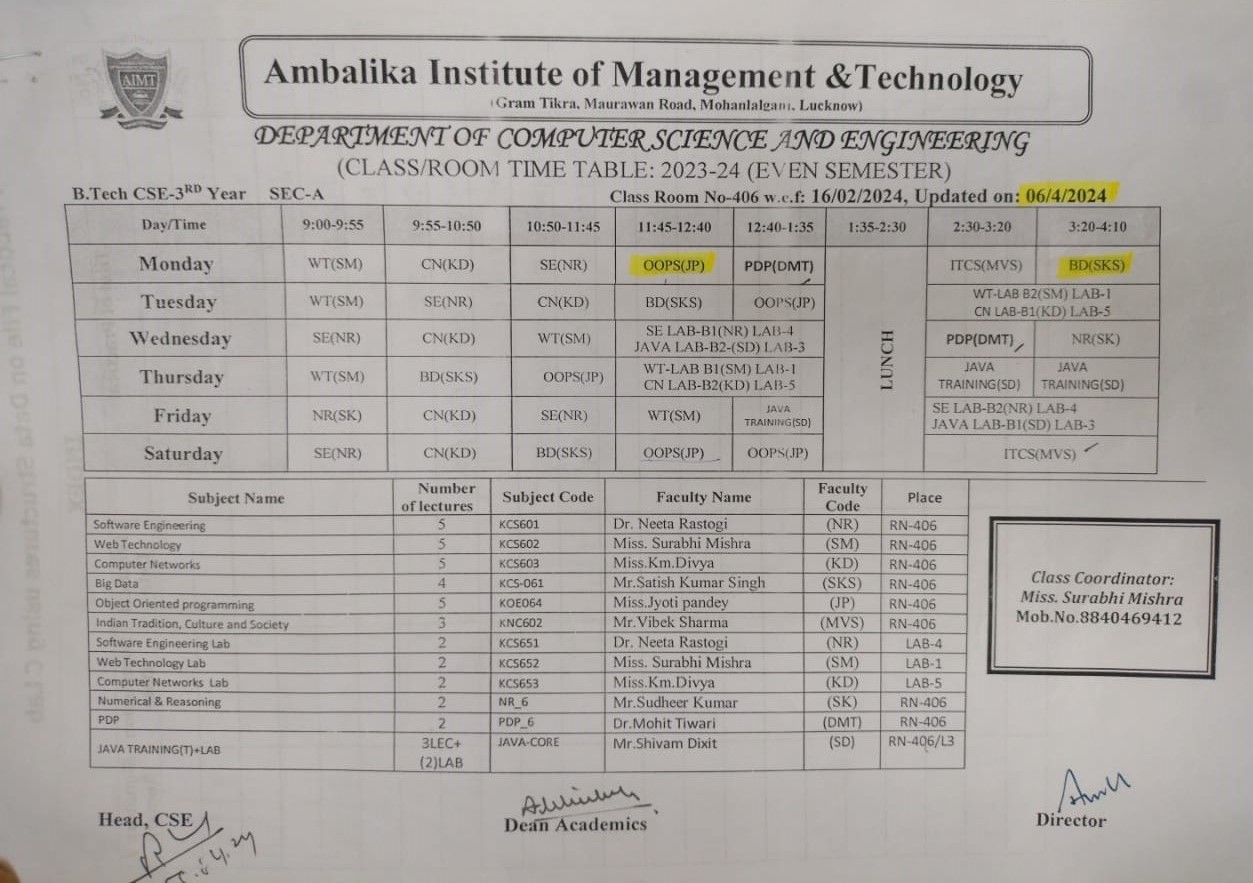 AIMT
Ambalika Institute of Management &Technology
(Gram Tikra, Maurawan Road, Mohanlalganj, Lucknow)
DEPARTMENT OF COMPUTER SCIENCE AND ENGINEERING
(CLASS/ROOM TIME TABLE: 2023-24 (EVEN SEMESTER)
B.Tech CSE-3RD Year SEC-A Class Room No-406 w.e.f: 16/02/2024, Updated on: 06/4/2024
Day/Time 9:00-9:55 9:55-10:50 10:50-11:45 11:45-12:40 12:40-1:35 1:35-2:30 2:30-3:20 3:20-4:10
Monday WT(SM) CN(KD) SE(NR) OOPS(JP) PDP(DMT) LUNCH ITCS(MVS) BD(SKS)
Tuesday WT(SM) SE(NR) CN(KD) BD(SKS) OOPS(JP) WT-LAB B2(SM) LAB-1
CN LAB-B1(KD) LAB-5
Wednesday SE(NR) CN(KD) WT(SM) SE LAB-B1(NR) LAB-4 PDP(DMT) NR(SK)
JAVA LAB-B2-(SD) LAB-3
Thursday WT(SM) BD(SKS) OOPS(JP) WT-LAB B1(SM) LAB-1 JAVA TRAINING(SD) JAVA TRAINING(SD)
CN LAB-B2(KD) LAB-5
Friday NR(SK) CN(KD) SE(NR) WT(SM) JAVA TRAINING(SD) SE LAB-B2(NR) LAB-4
JAVA LAB-B1(SD) LAB-3
Saturday SE(NR) CN(KD) BD(SKS) OOPS(JP) OOPS(JP) ITCS(MVS)
Subject Name Number of lectures Subject Code Faculty Name Faculty Code Place
Software Engineering 5 KCS601 Dr. Neeta Rastogi (NR) RN-406
Web Technology 5 KCS602 Miss. Surabhi Mishra (SM) RN-406
Computer Networks 5 KCS603 Miss.Km.Divya (KD) RN-406
Big Data 4 KCS-061 Mr.Satish Kumar Singh (SKS) RN-406
Object Oriented programming 5 KOE064 Miss.Jyoti pandey (JP) RN-406
Indian Tradition, Culture and Society 3 KNC602 Mr.Vibek Sharma (MVS) RN-406
Software Engineering Lab 2 KCS651 Dr. Neeta Rastogi (NR) LAB-4
Web Technology Lab 2 KCS652 Miss. Surabhi Mishra (SM) LAB-1
Computer Networks Lab 2 KCS653 Miss.Km.Divya (KD) LAB-5
Numerical & Reasoning 2 NR_6 Mr.Sudheer Kumar (SK) RN-406
PDP 2 PDP_6 Dr.Mohit Tiwari (DMT) RN-406
JAVA TRAINING(T)+LAB 3LEC+ JAVA-CORE Mr.Shivam Dixit (SD) RN-406/L3
(2)LAB
Class Coordinator:
Miss. Surabhi Mishra
Mob.No.8840469412
Head, CSE
Dean Academics
Director